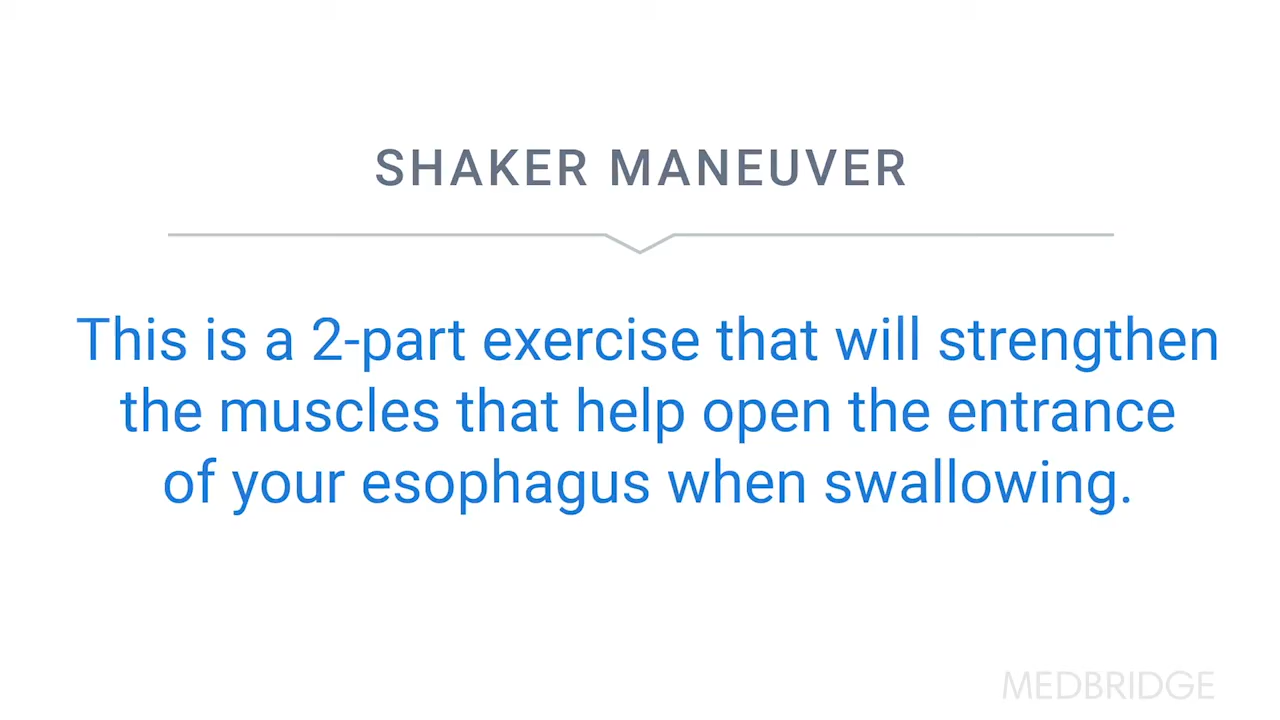 SHAKER MANEUVER
This is a 2-part exercise that will strengthen
the muscles that help open the entrance
of your esophagus when swallowing.
MEDBRIDGE